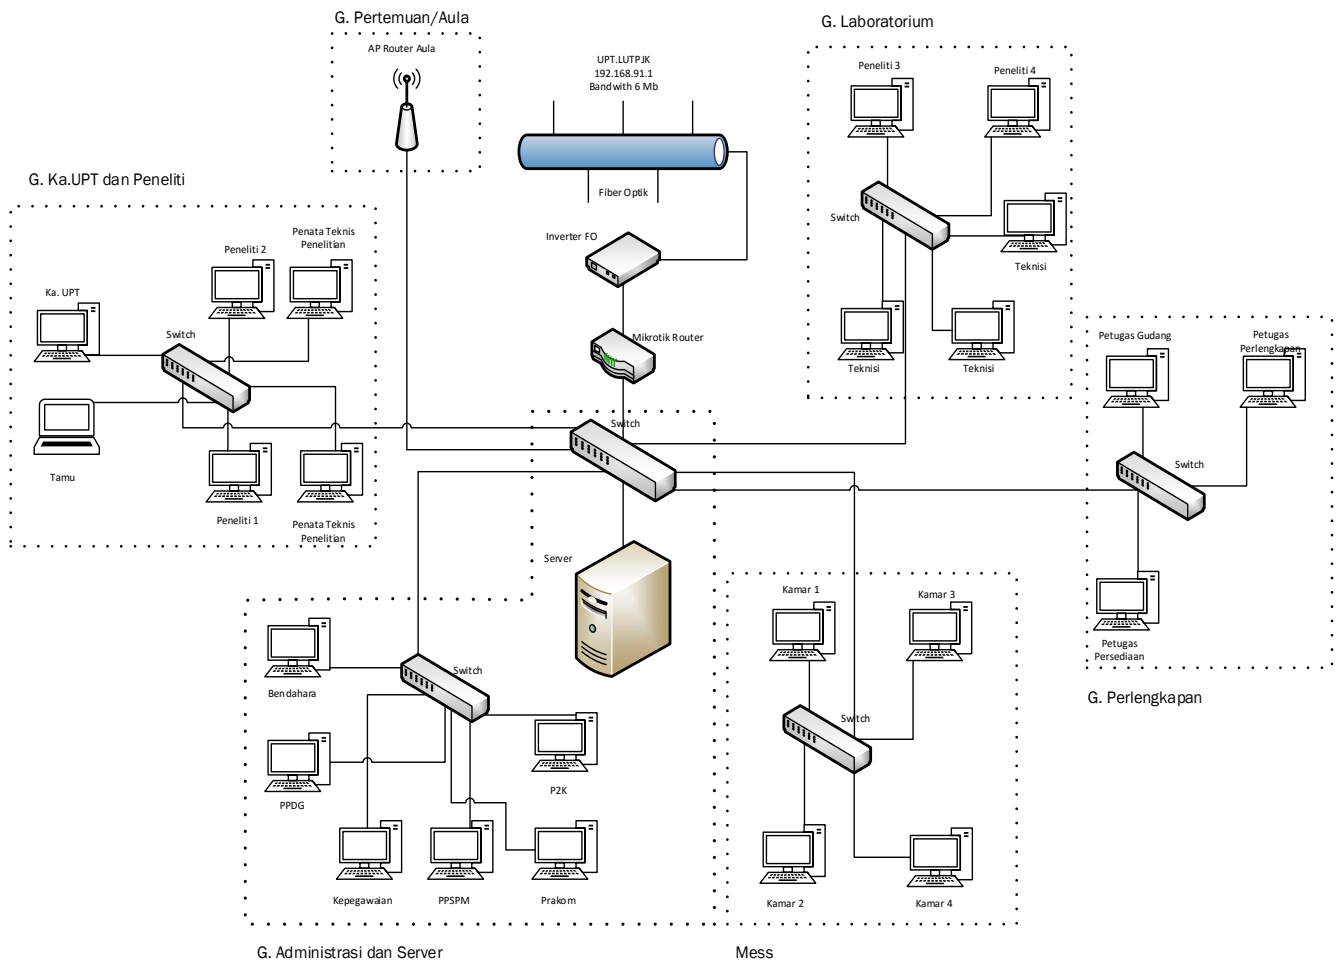 G. Pertemuan/Aula
AP Router Aula
UPT.LUTPJK
192.168.91.1
Bandwith 6 Mb
Fiber Optik
Inverter FO
Mikrotik Router
G. Laboratorium
Peneliti 3
Peneliti 4
Switch
Teknisi
Teknisi
Teknisi
G. Ka.UPT dan Peneliti
Peneliti 2
Penata Teknis
Penelitian
Ka. UPT
Switch
Tamu
Peneliti 1
Penata Teknis
Penelitian
Switch
Server
Petugas Gudang
Petugas
Perlengkapan
Switch
Petugas
Persediaan
G. Perlengkapan
Bendahara
Switch
PPDG
P2K
Kepegawaian
PPSPM
Prakom
G. Administrasi dan Server
Kamar 1
Kamar 3
Switch
Kamar 2
Kamar 4
Mess